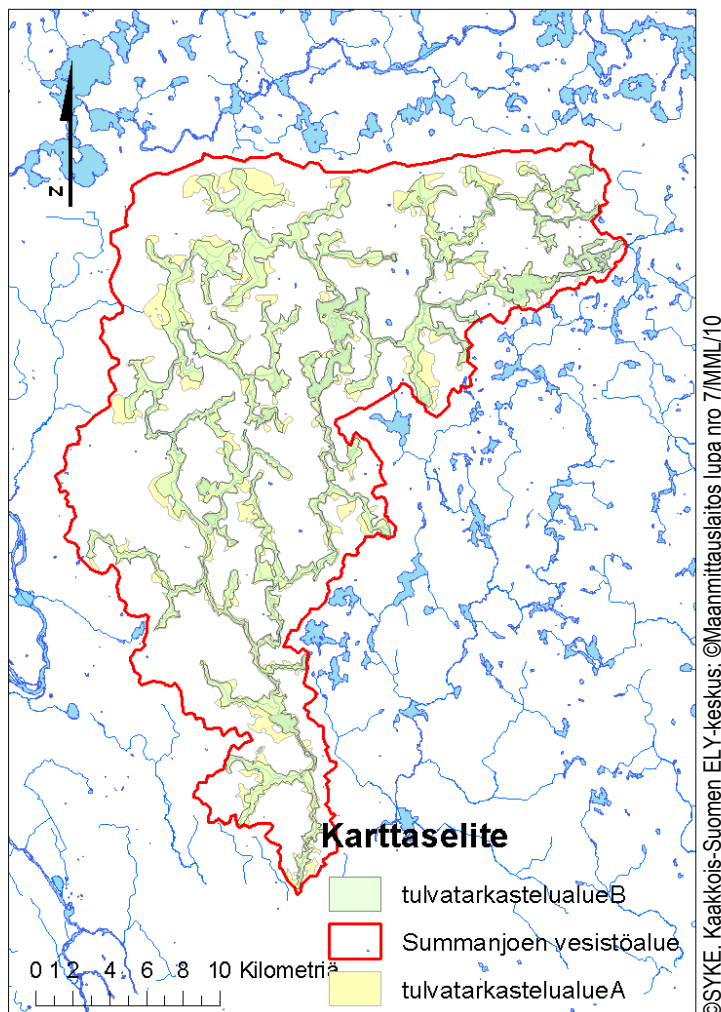 z
Karttaselite
tulvatarkastelualueB
Summanjoen vesistöalue
tulvatarkastelualueA
0 1 2 4 6 8 10 Kilometriä
©SYKE, Kaakkois-Suomen ELY-keskus; ©Maanmittauslaitos lupa nro 7/MML/10